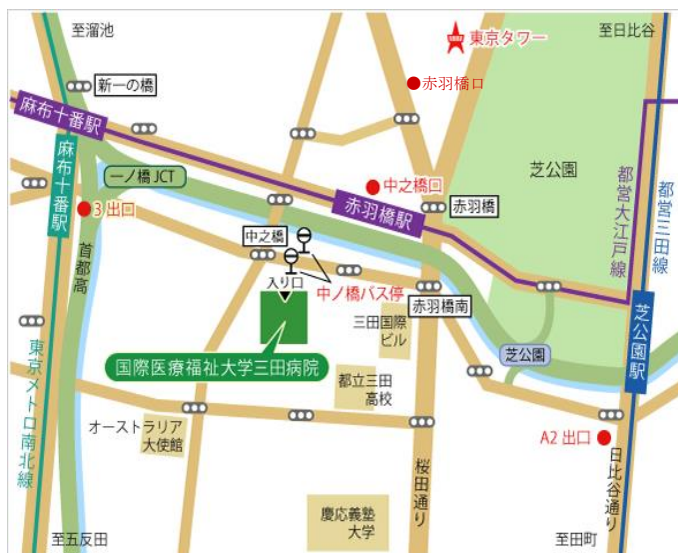 至溜池
至日比谷
東京タワー
新一の橋
赤羽橋口
麻布十番駅
麻布十番駅
一ノ橋 JCT
3 出口
首都高
中之橋口
赤羽橋駅
赤羽橋
芝公園
都営大江戸線
都営三田線
中之橋
入り口
中ノ橋バス停
赤羽橋南
三田国際
ビル
芝公園
芝公園駅
国際医療福祉大学三田病院
都立三田
高校
東京メトロ南北線
オーストラリア
大使館
A2 出口
桜田通り
日比谷通り
慶応義塾
大学
至五反田
至田町